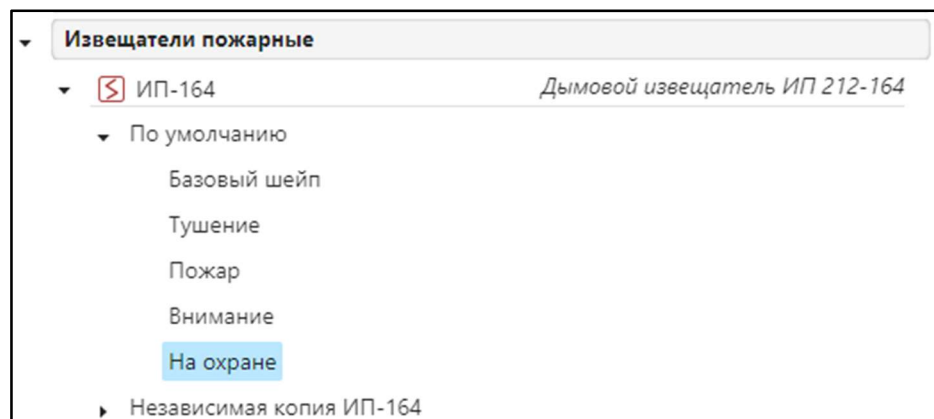 Извещатели пожарные
ИП-164 Дымовой извещатель ИП 212-164
По умолчанию
Базовый шейп
Тушение
Пожар
Внимание
На охране
Независимая копия ИП-164